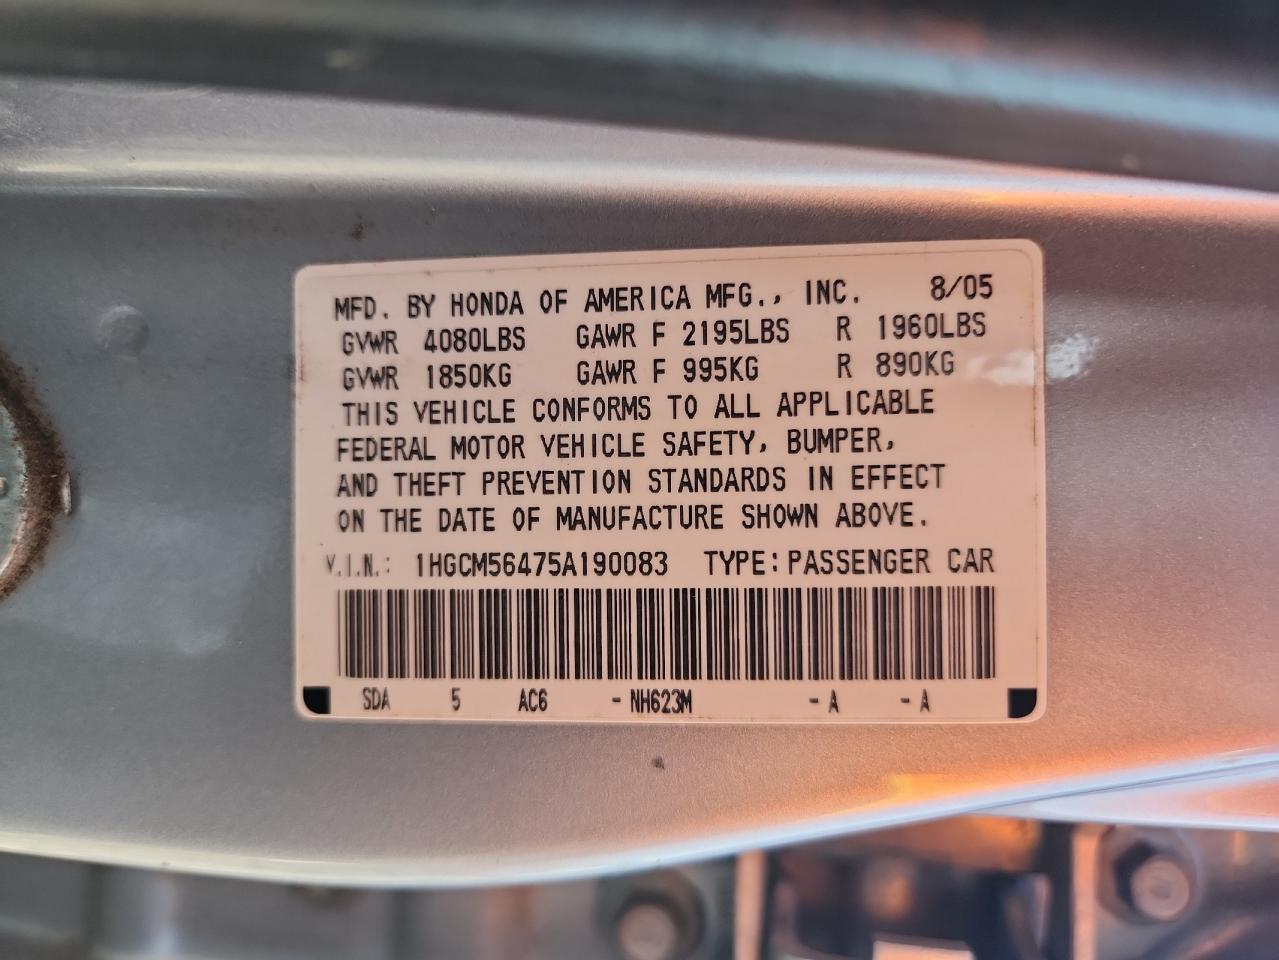 MFD. BY HONDA OF AMERICA MFG., INC. 8/05
GVWR 4080LBS GAWR F 2195LBS R 1960LBS
GVWR 1850KG GAWR F 995KG R 890KG
THIS VEHICLE CONFORMS TO ALL APPLICABLE
FEDERAL MOTOR VEHICLE SAFETY, BUMPER,
AND THEFT PREVENTION STANDARDS IN EFFECT
ON THE DATE OF MANUFACTURE SHOWN ABOVE.
V.I.N.: 1HGCM56475A190083 TYPE: PASSENGER CAR
SDA 5 AC6 - NH623M - A - A